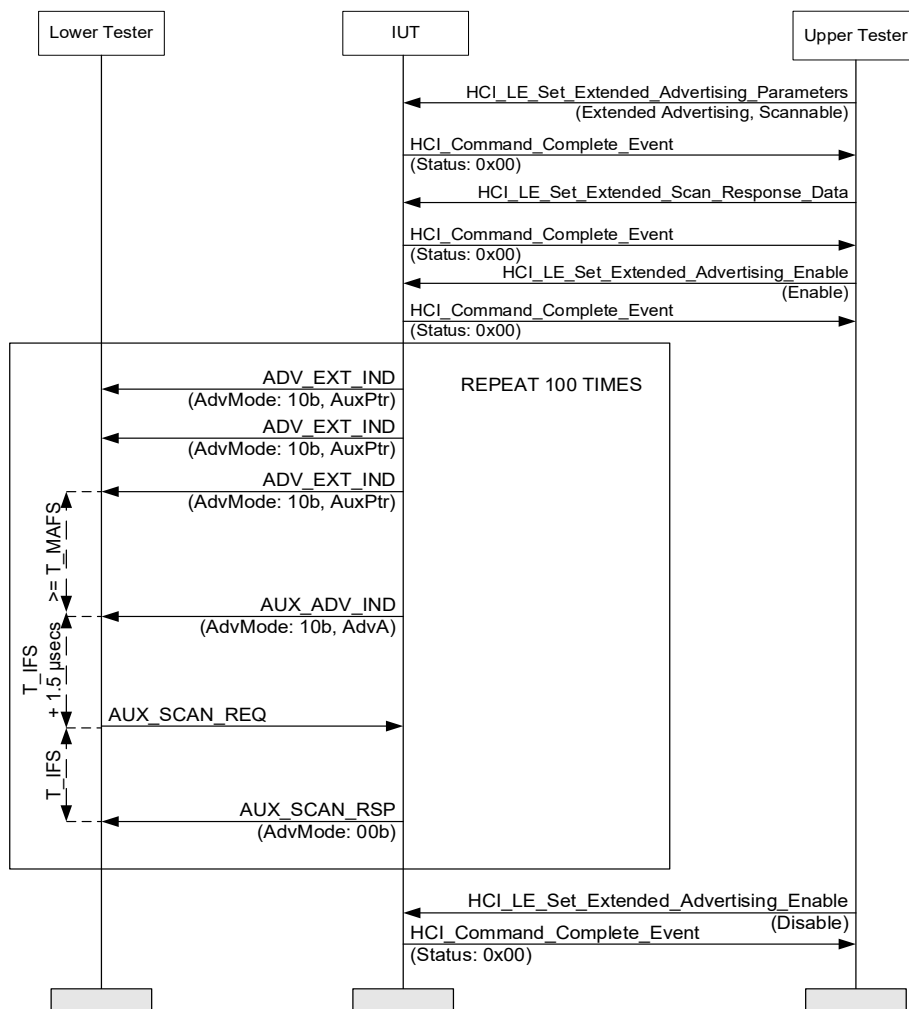 Lower Tester
IUT
Upper Tester
HCI_LE_Set_Extended_Advertising_Parameters
(Extended Advertising, Scannable)
HCI_Command_Complete_Event
(Status: 0x00)
HCI_LE_Set_Extended_Scan_Response_Data
HCI_Command_Complete_Event
(Status: 0x00)
HCI_LE_Set_Extended_Advertising_Enable
(Enable)
HCI_Command_Complete_Event
(Status: 0x00)
REPEAT 100 TIMES
ADV_EXT_IND
(AdvMode: 10b, AuxPtr)
ADV_EXT_IND
(AdvMode: 10b, AuxPtr)
ADV_EXT_IND
(AdvMode: 10b, AuxPtr)
>= T_MAFS
AUX_ADV_IND
(AdvMode: 10b, AdvA)
T_IFS
+ 1.5 µsecs
AUX_SCAN_REQ
T_IFS
AUX_SCAN_RSP
(AdvMode: 00b)
HCI_LE_Set_Extended_Advertising_Enable
(Disable)
HCI_Command_Complete_Event
(Status: 0x00)